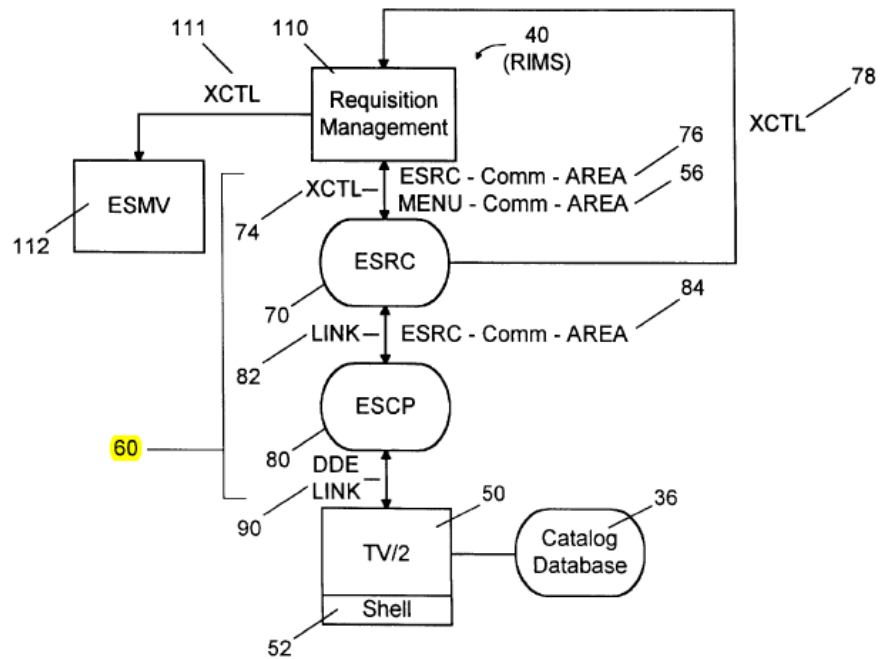 111
110
40
(RIMS)
XCTL
78
Requisition
Management
XCTL
76
ESRC - Comm - AREA
56
XCTL
MENU - Comm - AREA
ESMV
74
112
ESRC
84
70
LINK
ESRC - Comm - AREA
82
ESCP
60
80
DDE
LINK
50
36
90
TV/2
Catalog
Database
Shell
52